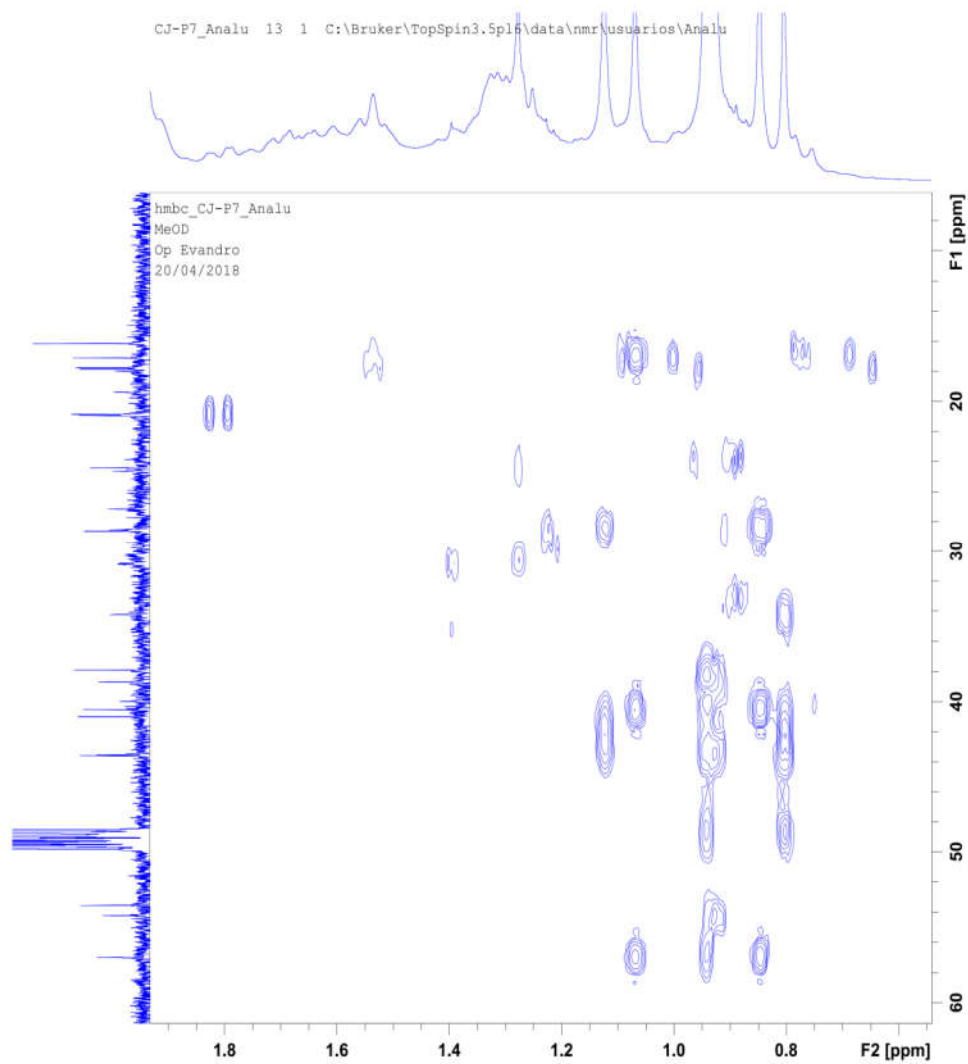 CJ-P7_Analu 13 1 C:\Bruker\TopSpin3.5pl6\data\nmr\usuarios\Analu
hmbc_CJ-P7_Analu
MeOD
Op Evandro
20/04/2018
F1 [ppm]
20
30
40
50
60
1.8 1.6 1.4 1.2 1.0 0.8 F2 [ppm]